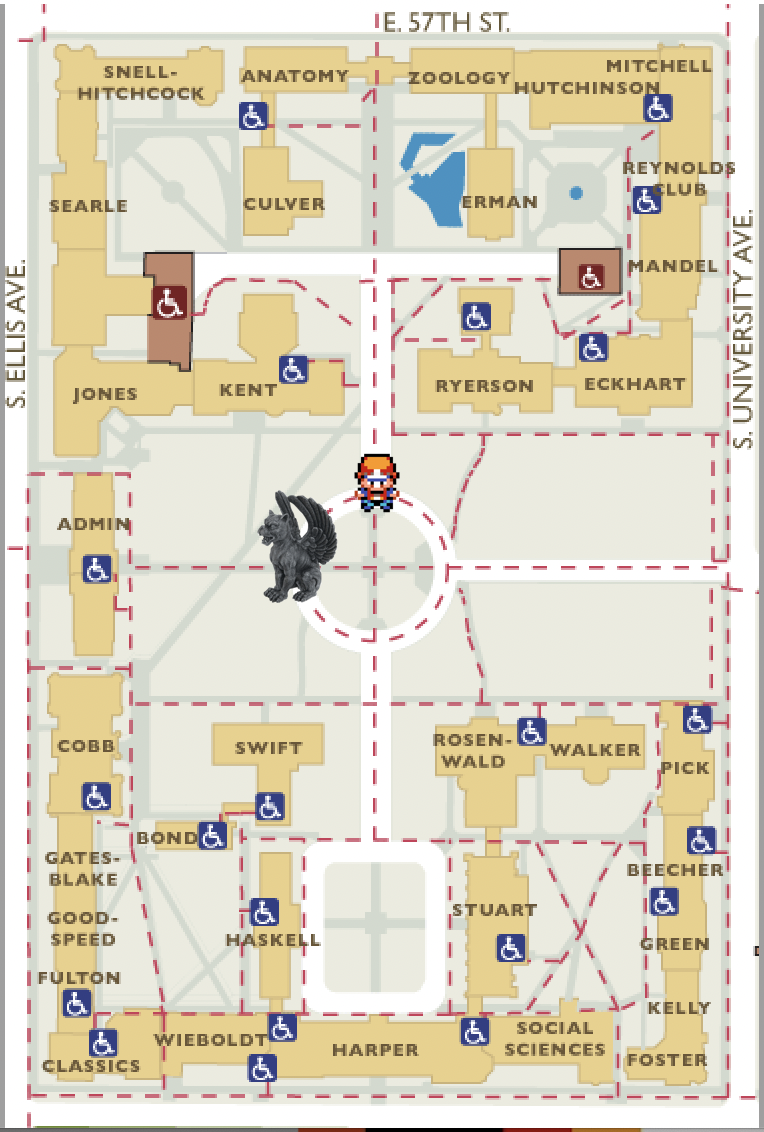 E. 57TH ST.
SNELL-
HITCHCOCK
ANATOMY
ZOOLOGY
MITCHELL
HUTCHINSON
SEARLE
CULVER
ERMAN
REYNOLDS
CLUB
MANDEL
S. ELLIS AVE.
S. UNIVERSITY AVE.
JONES
KENT
RYERSON
ECKHART
ADMIN
COBB
SWIFT
ROSEN-
WALD
WALKER
PICK
BOND
GATES-
BLAKE
BEECHER
GOOD-
SPEED
HASKELL
STUART
GREEN
FULTON
KELLY
WIEBOLDT
HARPER
SOCIAL
SCIENCES
CLASSICS
FOSTER